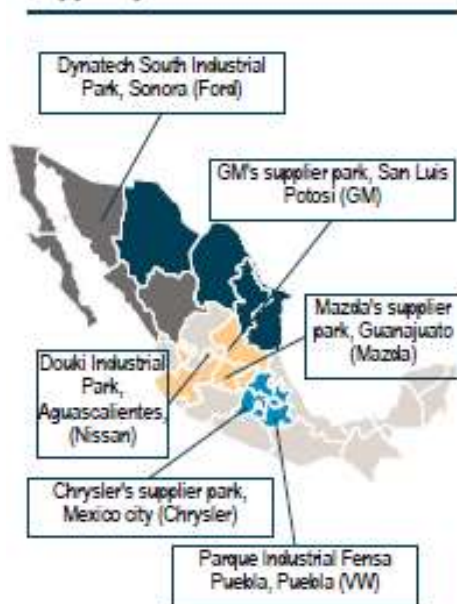 Dynatech South Industrial
Park, Sonora (Ford)
GM's supplier park, San Luis
Potosi (GM)
Mazda's supplier
park, Guanajuato
(Mazda)
Douki Industrial
Park,
Aguascalientes,
(Nissan)
Chrysler's supplier park,
Mexico city (Chrysler)
Parque Industrial Fensa
Puebla, Puebla (VW)